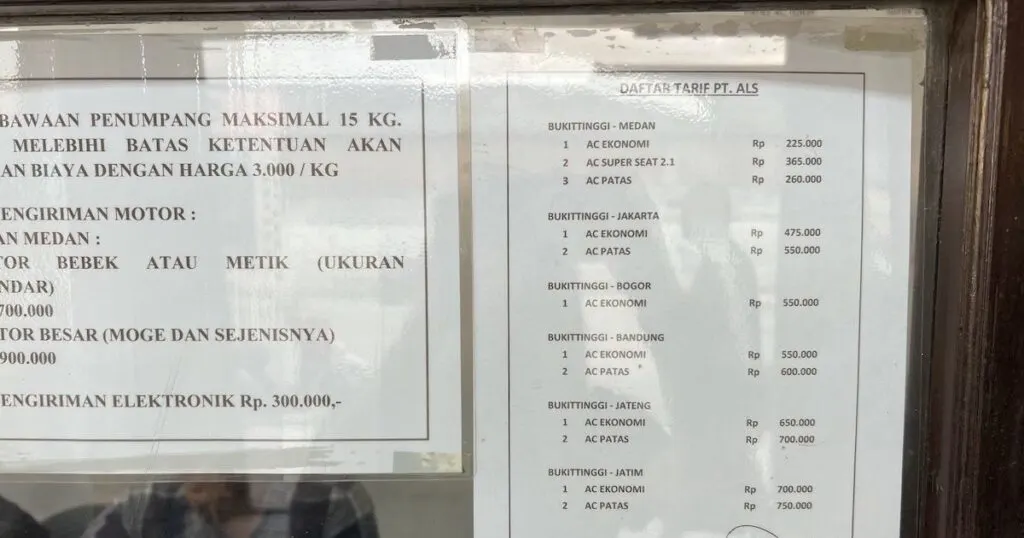 BAWAAN PENUMPANG MAKSIMAL 15 KG.
MELEBIHI BATAS KETENTUAN AKAN
AN BIAYA DENGAN HARGA 3.000 / KG
ENGIRIMAN MOTOR :
AN MEDAN :
TOR BEBEK ATAU METIK (UKURAN
NDAR)
700.000
TOR BESAR (MOGE DAN SEJENISNYA)
900.000
ENGIRIMAN ELEKTRONIK Rp. 300.000,-
DAFTAR TARIF PT. ALS
BUKITTINGGI - MEDAN
1 AC EKONOMI Rp 225.000
2 AC SUPER SEAT 2.1 Rp 365.000
3 AC PATAS Rp 260.000
BUKITTINGGI - JAKARTA
1 AC EKONOMI Rp 475.000
2 AC PATAS Rp 550.000
BUKITTINGGI - BOGOR
1 AC EKONOMI Rp 550.000
BUKITTINGGI - BANDUNG
1 AC EKONOMI Rp 550.000
2 AC PATAS Rp 600.000
BUKITTINGGI - JATENG
1 AC EKONOMI Rp 650.000
2 AC PATAS Rp 700.000
BUKITTINGGI - JATIM
1 AC EKONOMI Rp 700.000
2 AC PATAS Rp 750.000